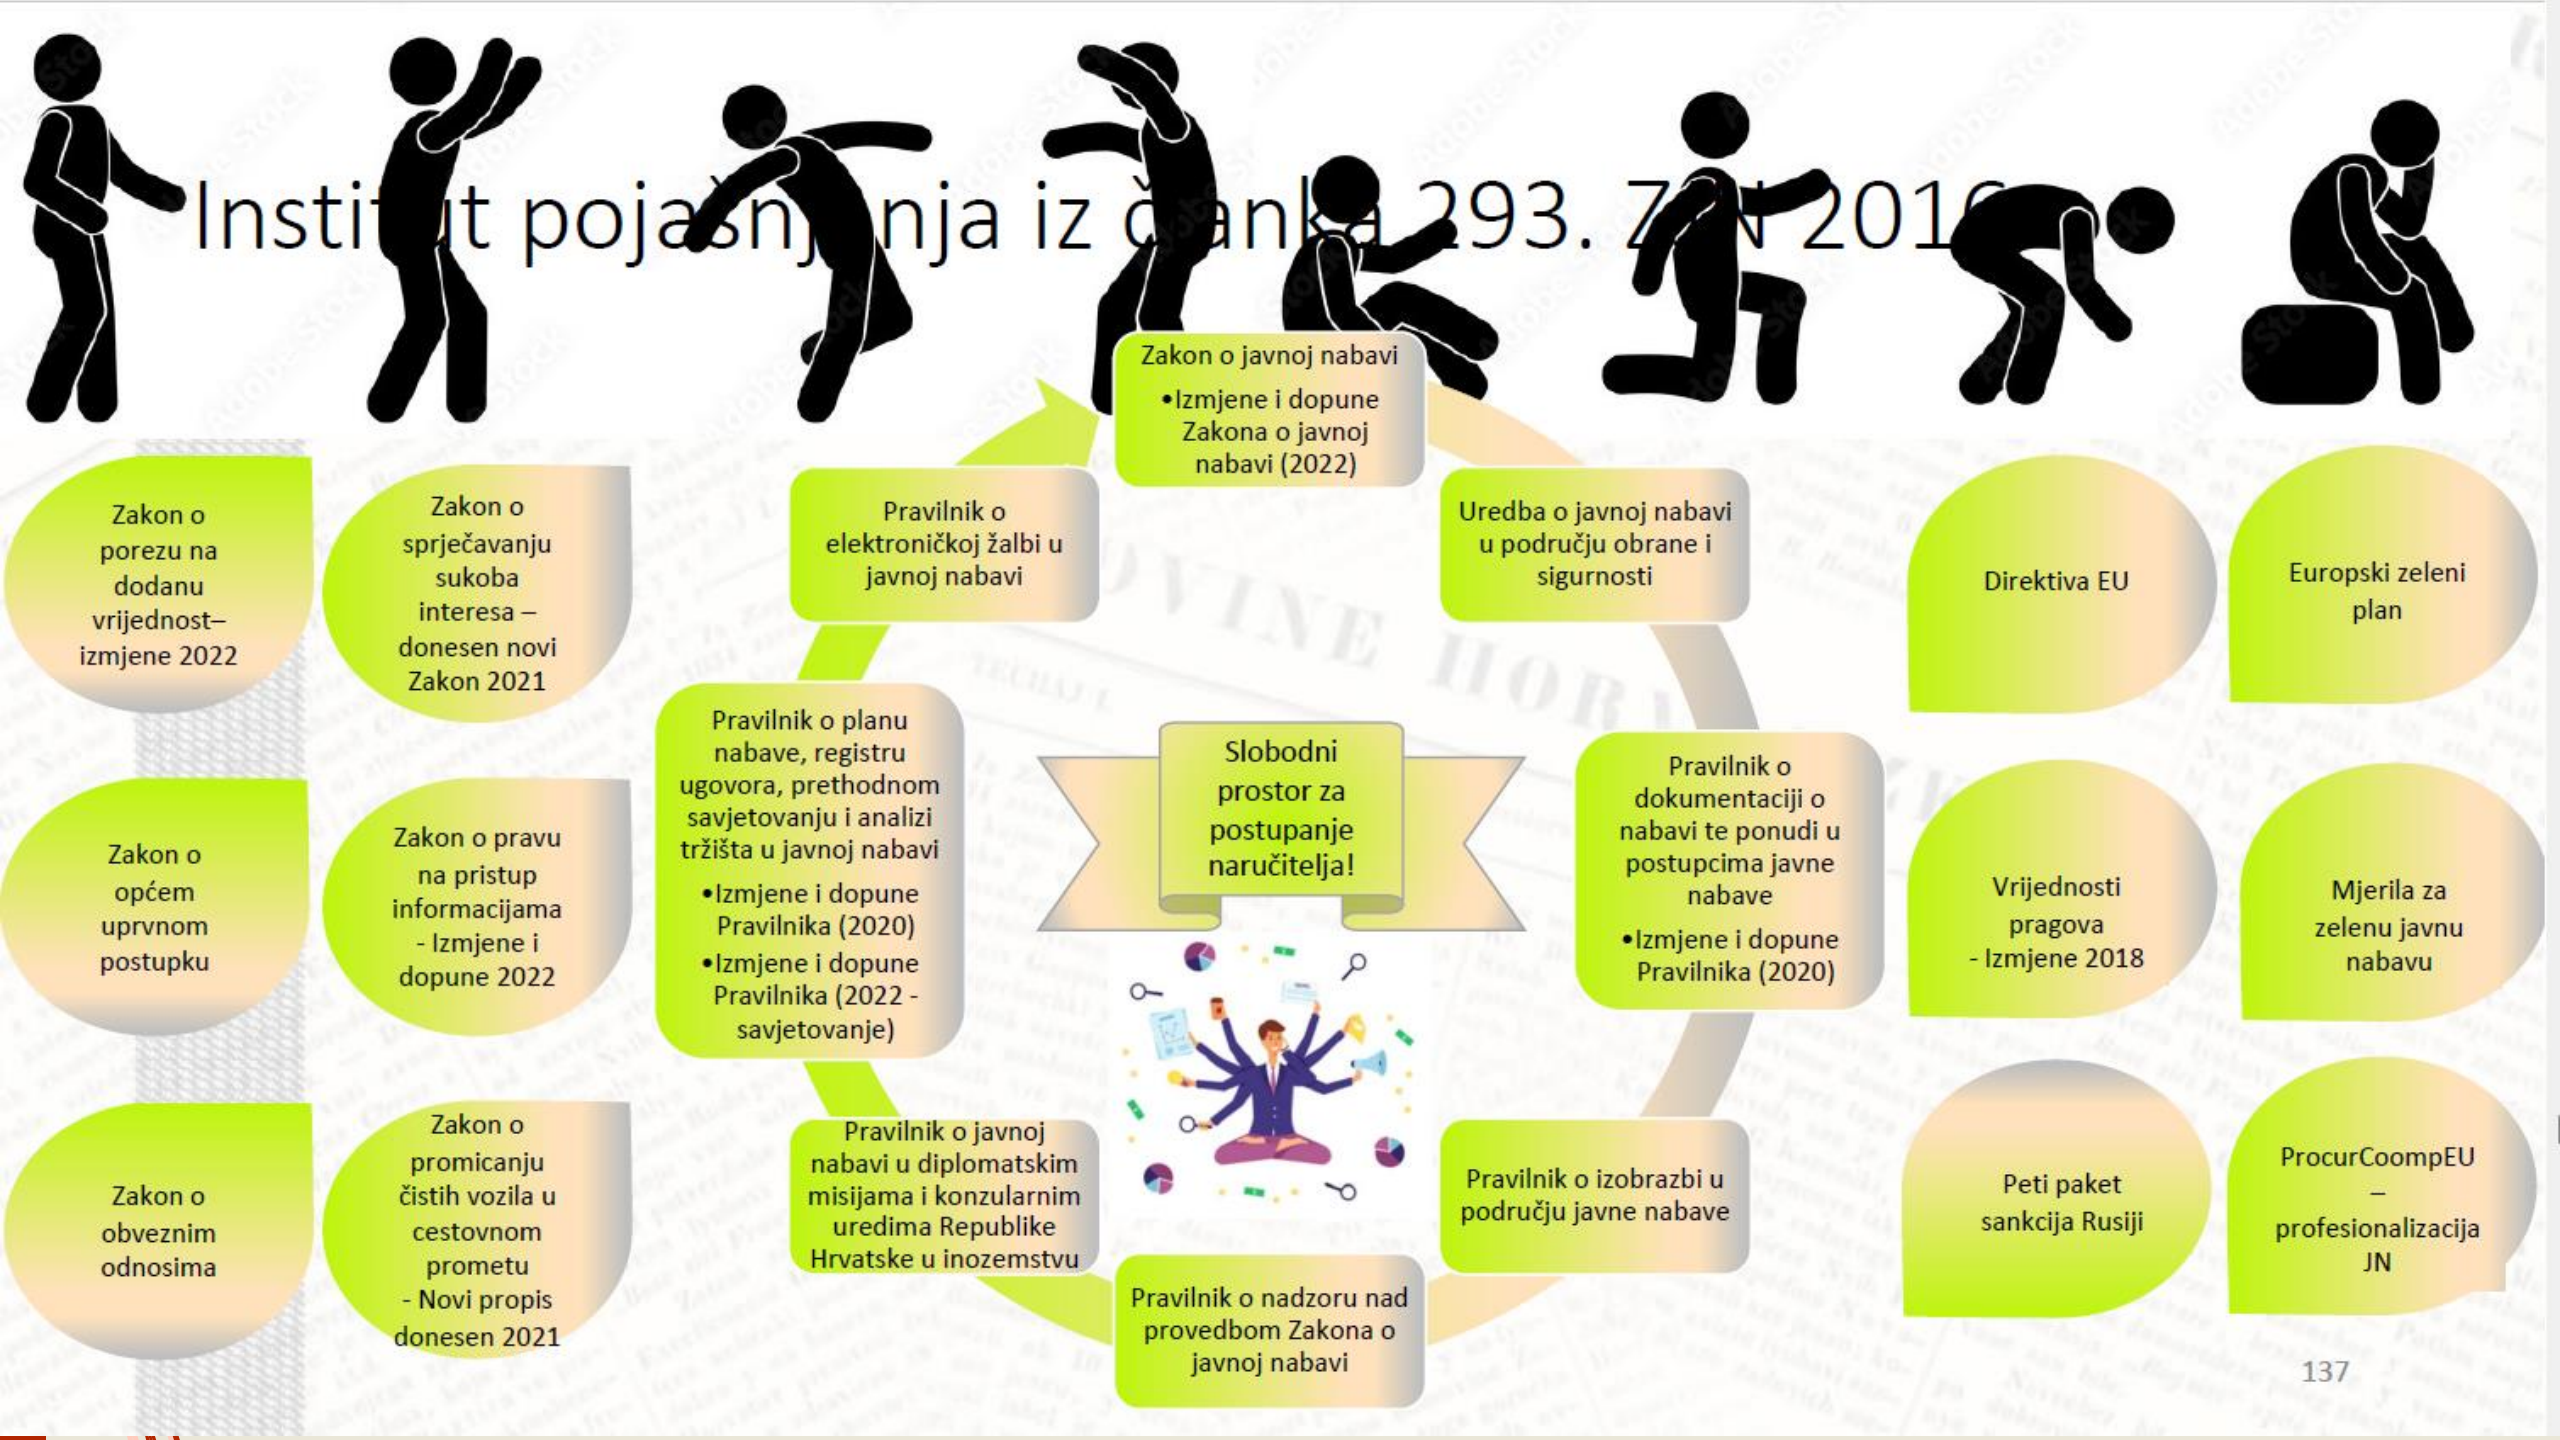 Institut pojašnjenja iz članka 293. ZJN 2016
Zakon o javnoj nabavi
•Izmjene i dopune
Zakona o javnoj
nabavi (2022)
Uredba o javnoj nabavi
u području obrane i
sigurnosti
Pravilnik o
dokumentaciji o
nabavi te ponudi u
postupcima javne
nabave
•Izmjene i dopune
Pravilnika (2020)
Pravilnik o izobrazbi u
području javne nabave
Pravilnik o nadzoru nad
provedbom Zakona o
javnoj nabavi
Pravilnik o javnoj
nabavi u diplomatskim
misijama i konzularnim
uredima Republike
Hrvatske u inozemstvu
Pravilnik o planu
nabave, registru
ugovora, prethodnom
savjetovanju i analizi
tržišta u javnoj nabavi
•Izmjene i dopune
Pravilnika (2020)
•Izmjene i dopune
Pravilnika (2022 -
savjetovanje)
Pravilnik o
elektroničkoj žalbi u
javnoj nabavi
Slobodni
prostor za
postupanje
naručitelja!
Zakon o
porezu na
dodanu
vrijednost–
izmjene 2022
Zakon o
sprječavanju
sukoba
interesa –
donesen novi
Zakon 2021
Zakon o
općem
uprvnom
postupku
Zakon o pravu
na pristup
informacijama
- Izmjene i
dopune 2022
Zakon o
obveznim
odnosima
Zakon o
promicanju
čistih vozila u
cestovnom
prometu
- Novi propis
donesen 2021
Direktiva EU
Europski zeleni
plan
Vrijednosti
pragova
- Izmjene 2018
Mjerila za
zelenu javnu
nabavu
Peti paket
sankcija Rusiji
ProcurCoompEU
–
profesionalizacija
JN
137